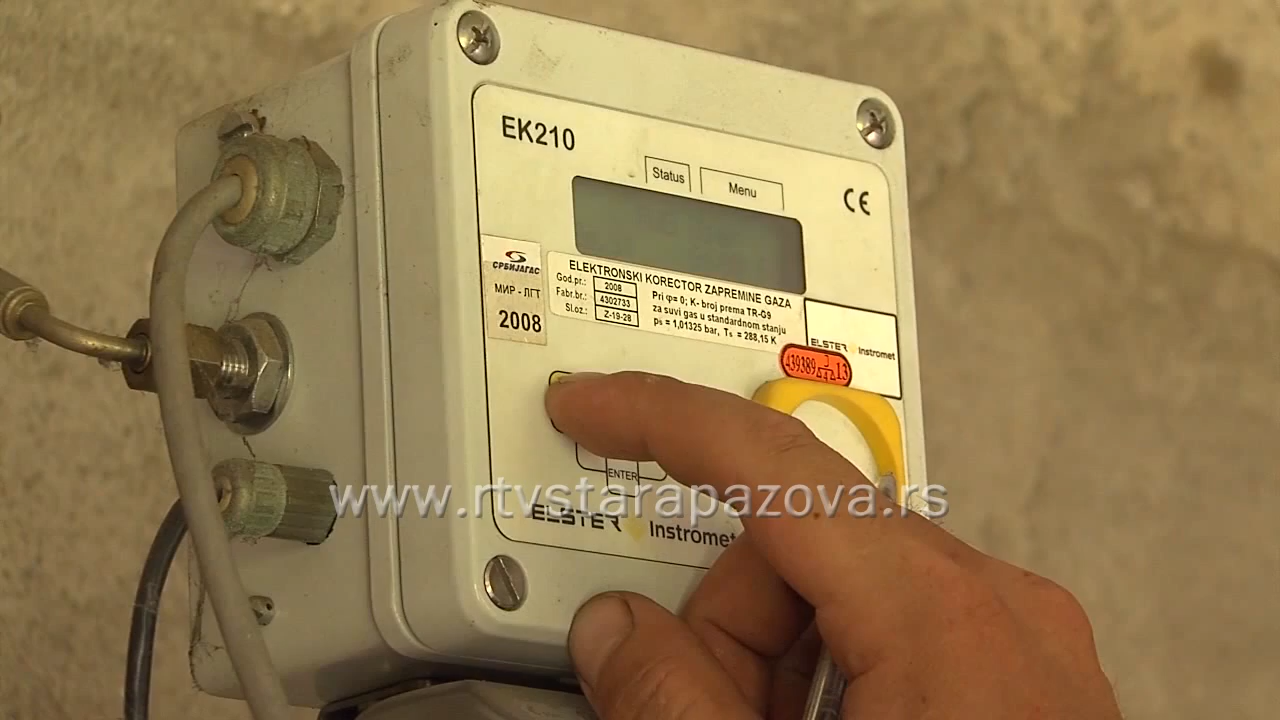 EK210
Status
Menu
CE
СРБИЈАГАС
МИР - ЛГТ
2008
ELEKTRONSKI KORECTOR ZAPREMINE GAZA
God.pr.: 2008
Fabr.br.: 4302733
Sl.oz.: Z-19-28
Pri φ= 0; K- broj prema TR-G9
za suvi gas u standardnom stanju
ps = 1,01325 bar, Ts = 288,15 K
ELSTER Instromet
439389 13
ENTER
www.rtvstarapazova.rs
ELSTER Instromet